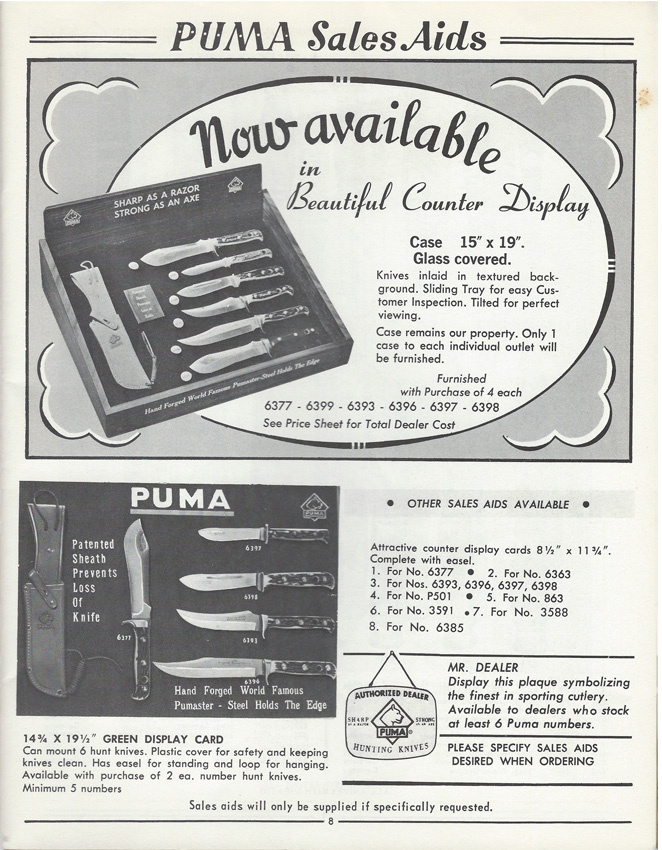 PUMA Sales Aids
Now available
in
Beautiful Counter Display
SHARP AS A RAZOR
STRONG AS AN AXE
Hand Forged World Famous Pumaster-Steel Holds The Edge
Case 15" x 19".
Glass covered.
Knives inlaid in textured back-
ground. Sliding Tray for easy Cus-
tomer Inspection. Tilted for perfect
viewing.
Case remains our property. Only 1
case to each individual outlet will
be furnished.
Furnished
with Purchase of 4 each
6377 - 6399 - 6393 - 6396 - 6397 - 6398
See Price Sheet for Total Dealer Cost
PUMA
PUMA
Patented
Sheath
Prevents
Loss
Of
Knife
6397
6398
6377
6393
6396
Hand Forged World Famous
Pumaster - Steel Holds The Edge
14¾ X 19½" GREEN DISPLAY CARD
Can mount 6 hunt knives. Plastic cover for safety and keeping
knives clean. Has easel for standing and loop for hanging.
Available with purchase of 2 ea. number hunt knives.
Minimum 5 numbers
• OTHER SALES AIDS AVAILABLE •
Attractive counter display cards 8½" x 11¾".
Complete with easel.
1. For No. 6377 • 2. For No. 6363
3. For Nos. 6393, 6396, 6397, 6398
4. For No. P501 • 5. For No. 863
6. For No. 3591 • 7. For No. 3588
8. For No. 6385
AUTHORIZED DEALER
SHARP
AS A RAZOR
STRONG
AS AN AXE
PUMA®
HUNTING KNIVES
MR. DEALER
Display this plaque symbolizing
the finest in sporting cutlery.
Available to dealers who stock
at least 6 Puma numbers.
PLEASE SPECIFY SALES AIDS
DESIRED WHEN ORDERING
Sales aids will only be supplied if specifically requested.
8